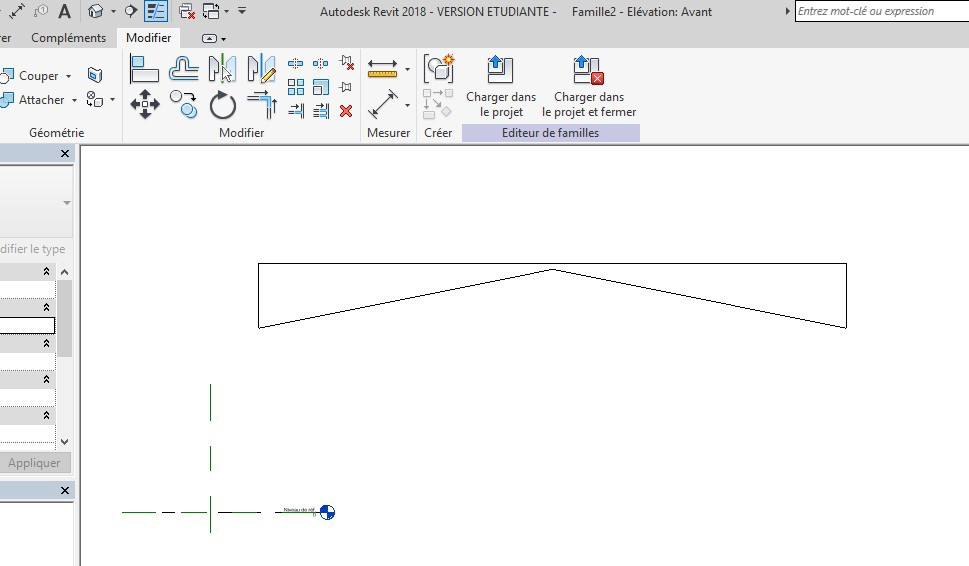 A
Autodesk Revit 2018 - VERSION ETUDIANTE - Famille2 - Elévation: Avant
Entrez mot-clé ou expression
rer Compléments Modifier
Couper
Attacher
Charger dans
le projet
Charger dans
le projet et fermer
Géométrie Modifier Mesurer Créer Editeur de familles
difier le type
Appliquer
Niveau de réf.